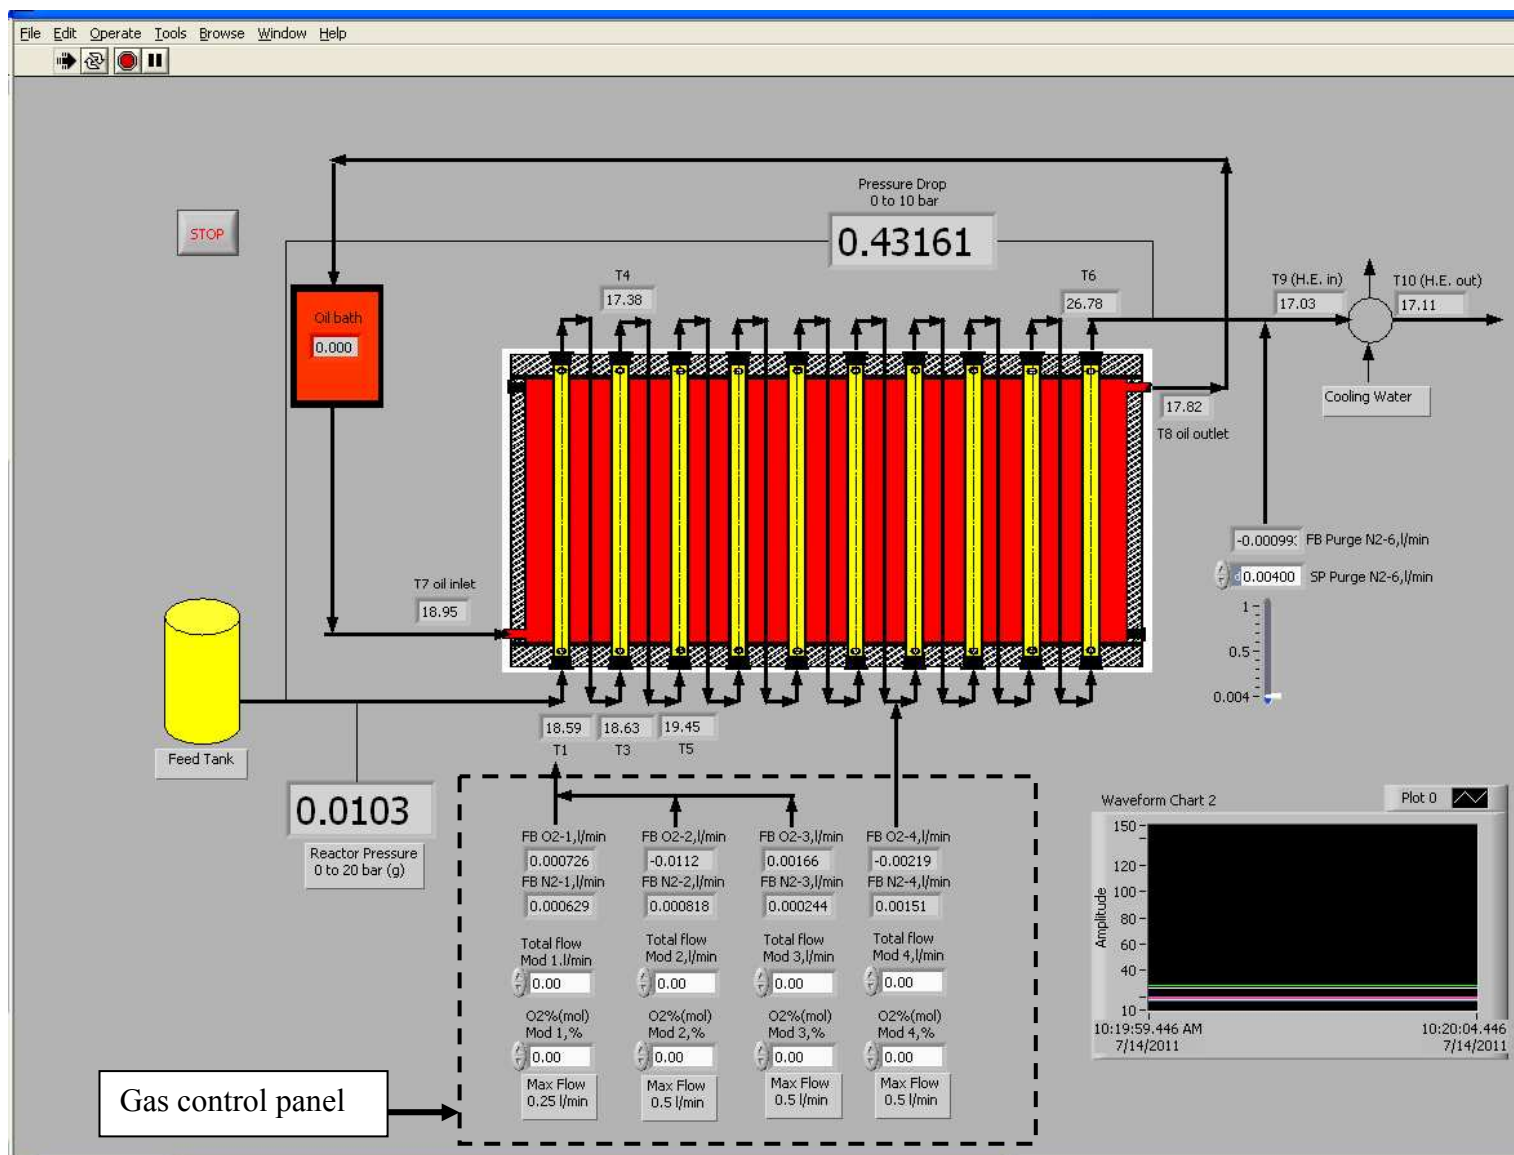 File Edit Operate Tools Browse Window Help
Pressure Drop
0 to 10 bar
0.43161
STOP
T4
17.38
T6
26.78
T9 (H.E. in)
17.03
T10 (H.E. out)
17.11
Oil bath
0.000
Cooling Water
17.82
T8 oil outlet
T7 oil inlet
18.95
FB Purge N2-6,l/min
0.00400
SP Purge N2-6,l/min
1
0.5
0.004
Feed Tank
18.59
T1
18.63
T3
19.45
T5
0.0103
Reactor Pressure
0 to 20 bar (g)
FB O2-1,l/min
0.000726
FB N2-1,l/min
0.000629
Total flow
Mod 1.l/min
0.00
O2%(mol)
Mod 1,%
0.00
Max Flow
0.25 l/min
FB O2-2,l/min
-0.0112
FB N2-2,l/min
0.000818
Total flow
Mod 2,l/min
0.00
O2%(mol)
Mod 2,%
0.00
Max Flow
0.5 l/min
FB O2-3,l/min
0.00166
FB N2-3,l/min
0.000244
Total flow
Mod 3,l/min
0.00
O2%(mol)
Mod 3,%
0.00
Max Flow
0.5 l/min
FB O2-4,l/min
-0.00219
FB N2-4,l/min
0.00151
Total flow
Mod 4,l/min
0.00
O2%(mol)
Mod 4,%
0.00
Max Flow
0.5 l/min
Gas control panel
Waveform Chart 2
Plot 0
Amplitude
150
120
100
80
60
40
10
10:19:59.446 AM
7/14/2011
10:20:04.446
7/14/2011